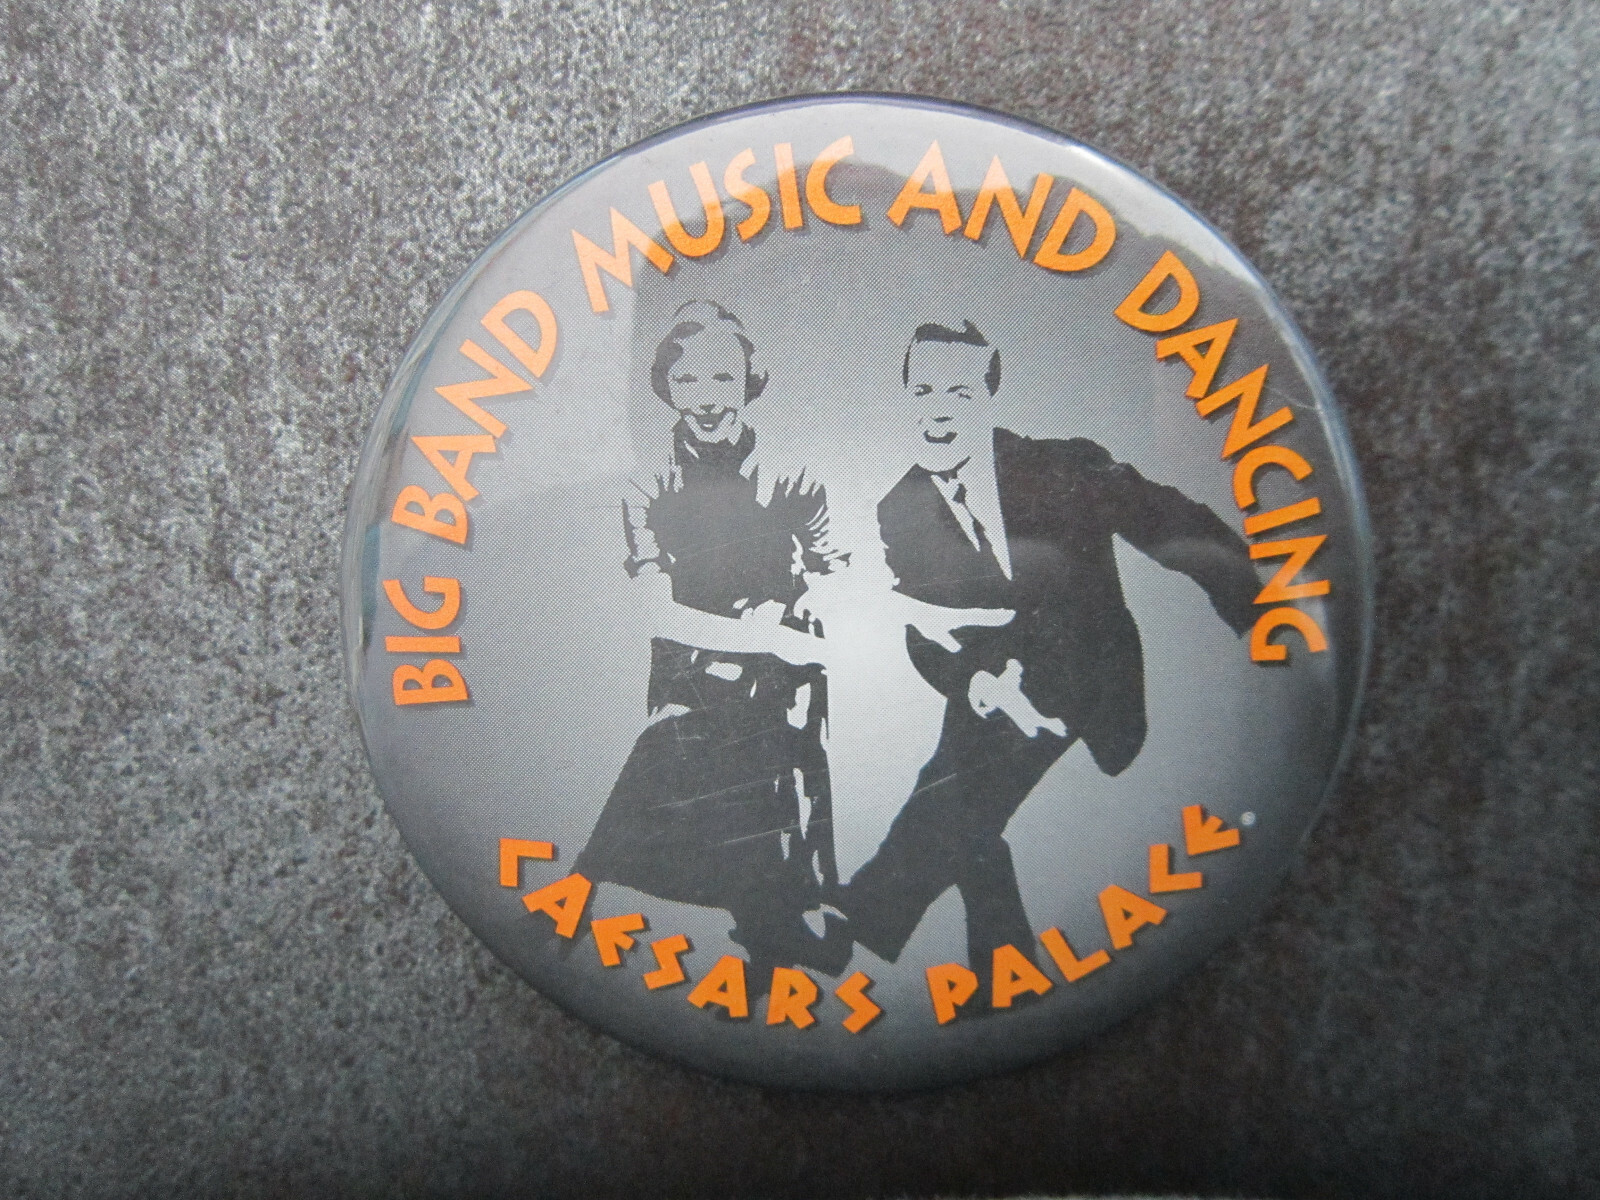 BIG BAND MUSIC AND DANCING
CAESARS PALACE